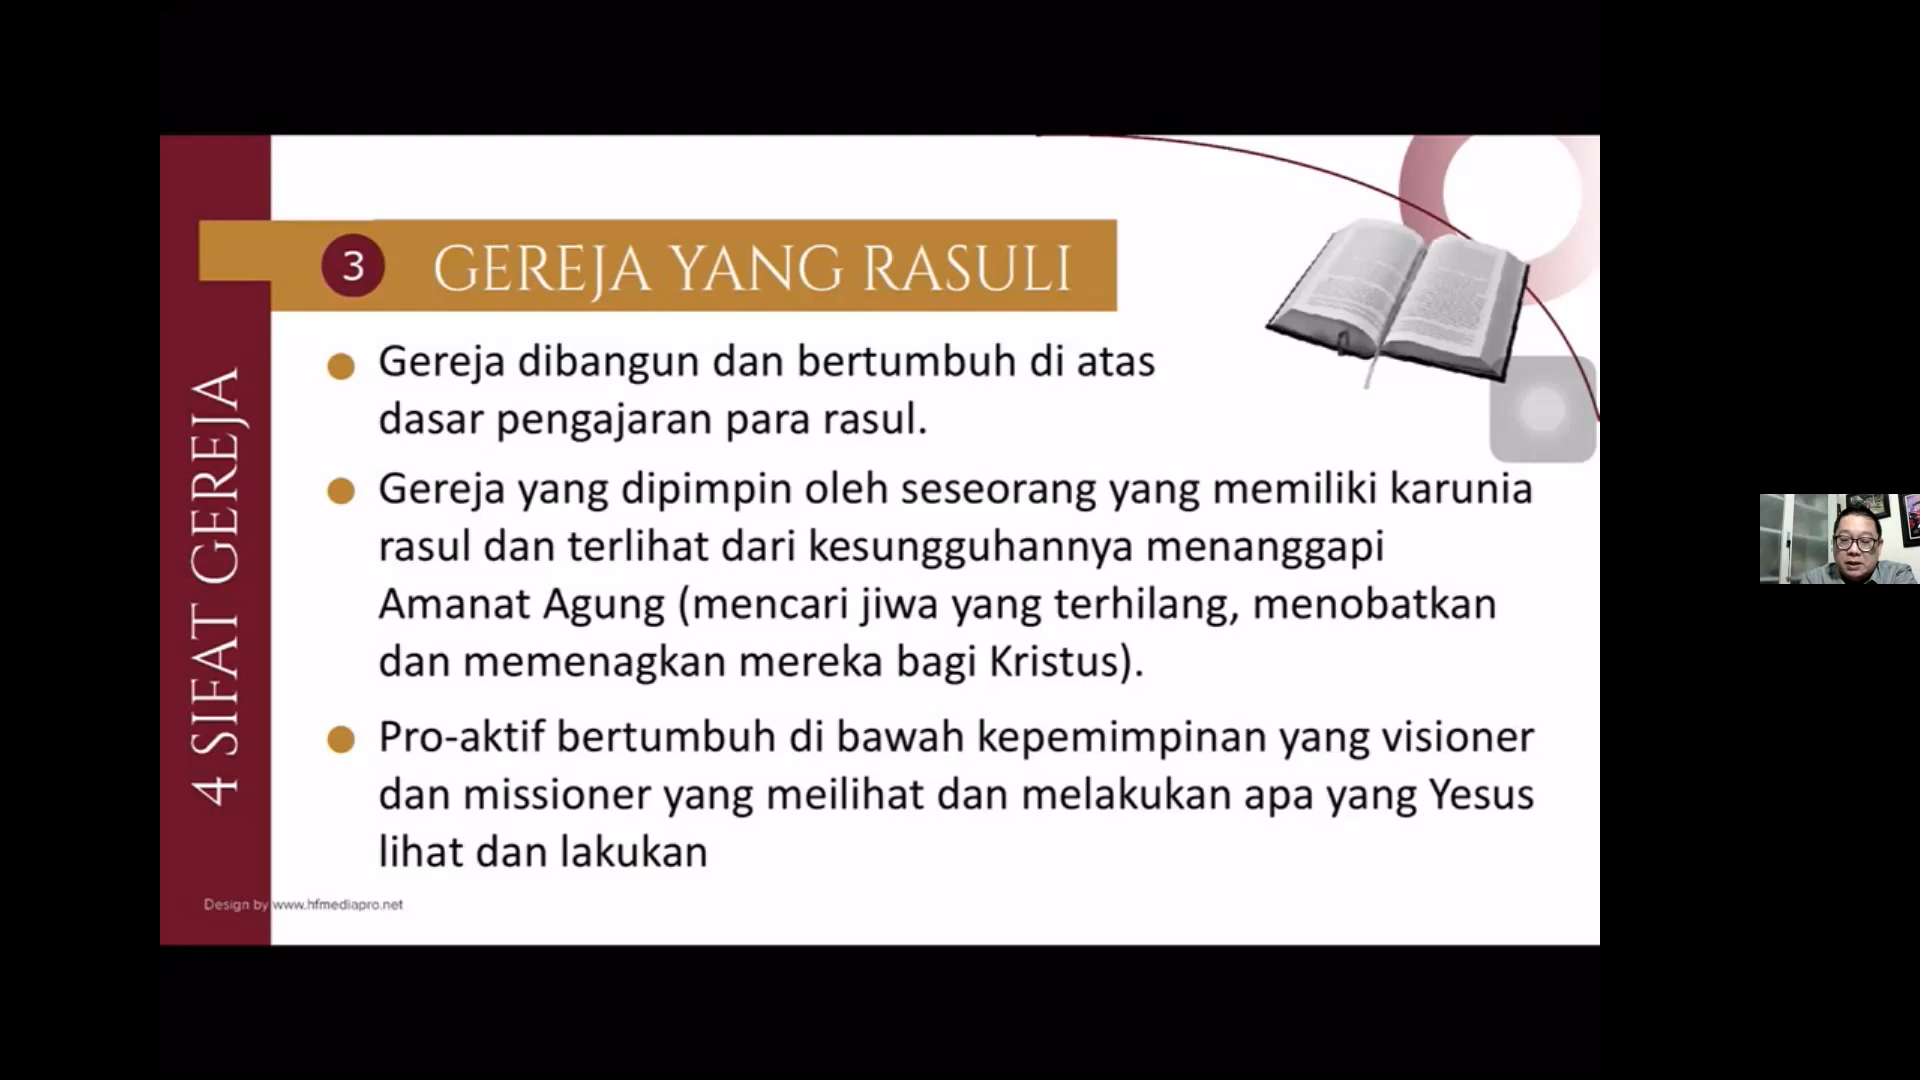 4 SIFAT GEREJA
3
GEREJA YANG RASULI
Gereja dibangun dan bertumbuh di atas
dasar pengajaran para rasul.
Gereja yang dipimpin oleh seseorang yang memiliki karunia
rasul dan terlihat dari kesungguhannya menanggapi
Amanat Agung (mencari jiwa yang terhilang, menobatkan
dan memenagkan mereka bagi Kristus).
Pro-aktif bertumbuh di bawah kepemimpinan yang visioner
dan missioner yang meilihat dan melakukan apa yang Yesus
lihat dan lakukan
Design by www.hfmediapro.net